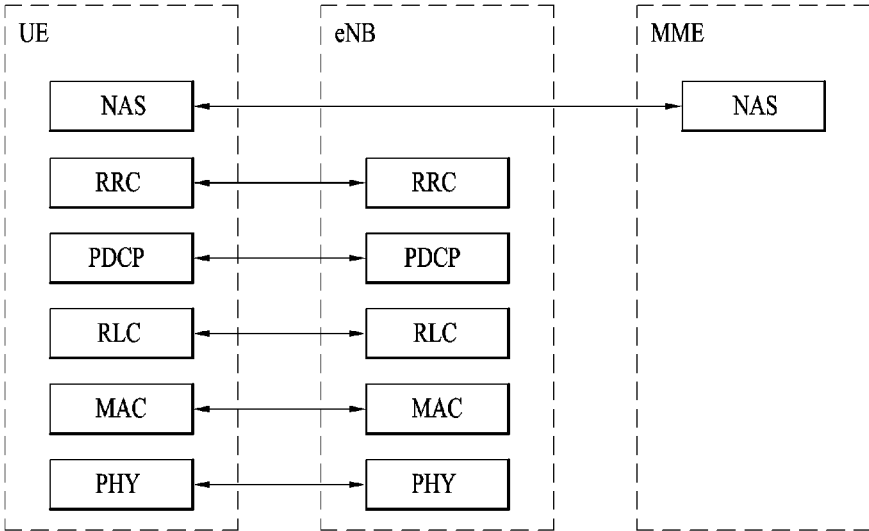 UE eNB MME
NAS NAS
RRC RRC
PDCP PDCP
RLC RLC
MAC MAC
PHY PHY